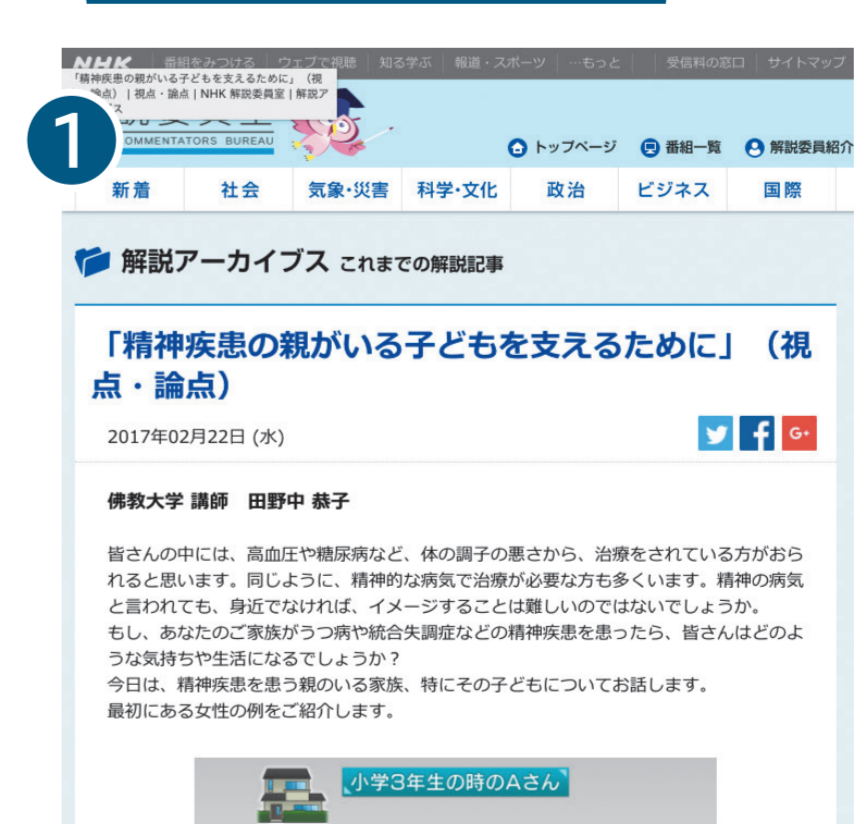 NHK 番組をみつける ウェブで視聴 知る学ぶ 報道・スポーツ …もっと 受信料の窓口 サイトマップ
「精神疾患の親がいる子どもを支えるために」（視
論点）|視点・論点|NHK 解説委員室|解説ア
ス
1
COMMENTATORS BUREAU
トップページ 番組一覧 解説委員紹介
新着 社会 気象・災害 科学・文化 政治 ビジネス 国際
解説アーカイブス これまでの解説記事
「精神疾患の親がいる子どもを支えるために」（視
点・論点）
2017年02月22日 (水)
G+
佛教大学 講師　田野中 恭子
皆さんの中には、高血圧や糖尿病など、体の調子の悪さから、治療をされている方がおら
れると思います。同じように、精神的な病気で治療が必要な方も多くいます。精神の病気
と言われても、身近でなければ、イメージすることは難しいのではないでしょうか。
もし、あなたのご家族がうつ病や統合失調症などの精神疾患を患ったら、皆さんはどのよ
うな気持ちや生活になるでしょうか？
今日は、精神疾患を患う親のいる家族、特にその子どもについてお話します。
最初にある女性の例をご紹介します。
小学3年生の時のAさん